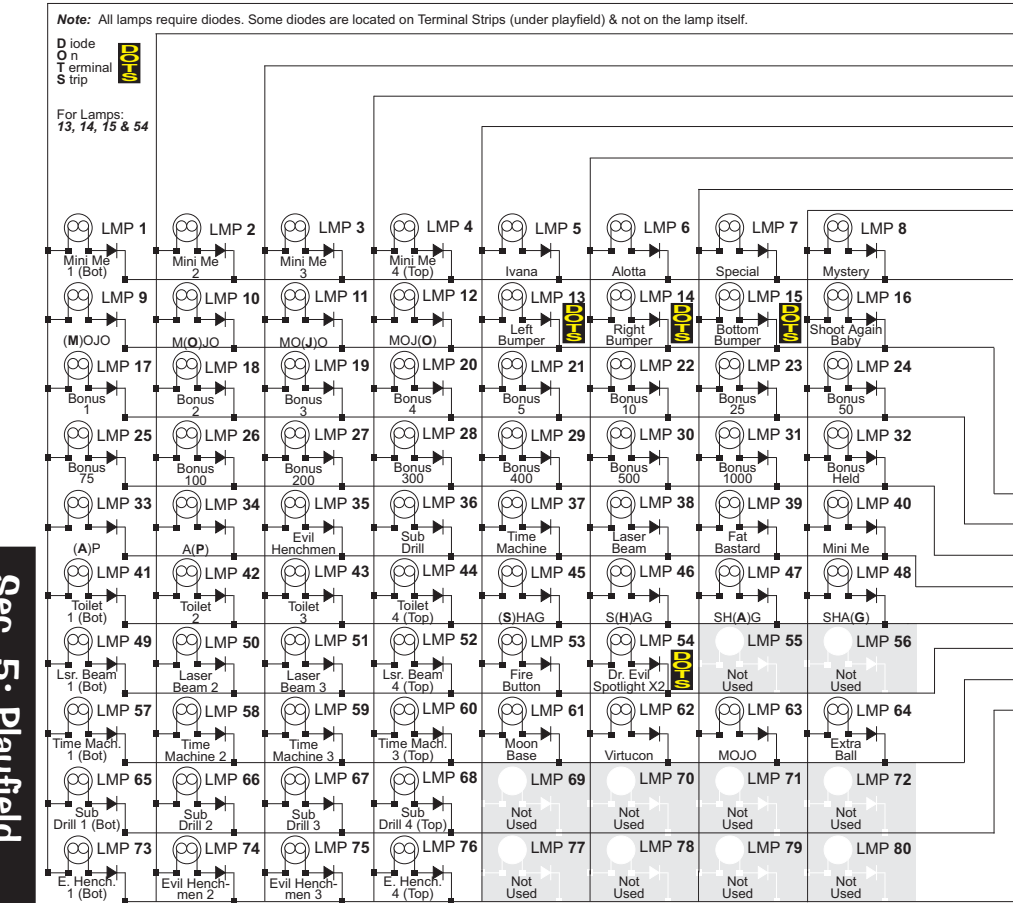 Note: All lamps require diodes. Some diodes are located on Terminal Strips (under playfield) & not on the lamp itself.
D iode
O n
T erminal
S trip
DOTS
For Lamps:
13, 14, 15 & 54
LMP 1
LMP 2
LMP 3
LMP 4
LMP 5
LMP 6
LMP 7
LMP 8
Mini Me
1 (Bot)
Mini Me
2
Mini Me
3
Mini Me
4 (Top)
Ivana
Alotta
Special
Mystery
LMP 9
LMP 10
LMP 11
LMP 12
LMP 13
LMP 14
LMP 15
LMP 16
(M)OJO
M(O)JO
MO(J)O
MOJ(O)
Left
Bumper
DOTS
Right
Bumper
DOTS
Bottom
Bumper
DOTS
Shoot Again
Baby
LMP 17
LMP 18
LMP 19
LMP 20
LMP 21
LMP 22
LMP 23
LMP 24
Bonus
1
Bonus
2
Bonus
3
Bonus
4
Bonus
5
Bonus
10
Bonus
25
Bonus
50
LMP 25
LMP 26
LMP 27
LMP 28
LMP 29
LMP 30
LMP 31
LMP 32
Bonus
75
Bonus
100
Bonus
200
Bonus
300
Bonus
400
Bonus
500
Bonus
1000
Bonus
Held
LMP 33
LMP 34
LMP 35
LMP 36
LMP 37
LMP 38
LMP 39
LMP 40
(A)P
A(P)
Evil
Henchmen
Sub
Drill
Time
Machine
Laser
Beam
Fat
Bastard
Mini Me
LMP 41
LMP 42
LMP 43
LMP 44
LMP 45
LMP 46
LMP 47
LMP 48
Toilet
1 (Bot)
Toilet
2
Toilet
3
Toilet
4 (Top)
(S)HAG
S(H)AG
SH(A)G
SHA(G)
LMP 49
LMP 50
LMP 51
LMP 52
LMP 53
LMP 54
LMP 55
LMP 56
Lsr. Beam
1 (Bot)
Laser
Beam 2
Laser
Beam 3
Lsr. Beam
4 (Top)
Fire
Button
Dr. Evil
Spotlight X2
DOTS
Not
Used
Not
Used
LMP 57
LMP 58
LMP 59
LMP 60
LMP 61
LMP 62
LMP 63
LMP 64
Time Mach.
1 (Bot)
Time
Machine 2
Time
Machine 3
Time Mach.
3 (Top)
Moon
Base
Virtucon
MOJO
Extra
Ball
LMP 65
LMP 66
LMP 67
LMP 68
LMP 69
LMP 70
LMP 71
LMP 72
Sub
Drill 1 (Bot)
Sub
Drill 2
Sub
Drill 3
Sub
Drill 4 (Top)
Not
Used
Not
Used
Not
Used
Not
Used
LMP 73
LMP 74
LMP 75
LMP 76
LMP 77
LMP 78
LMP 79
LMP 80
E. Hench.
1 (Bot)
Evil Hench-
men 2
Evil Hench-
men 3
E. Hench.
4 (Top)
Not
Used
Not
Used
Not
Used
Not
Used
Sec. 5: Playfield